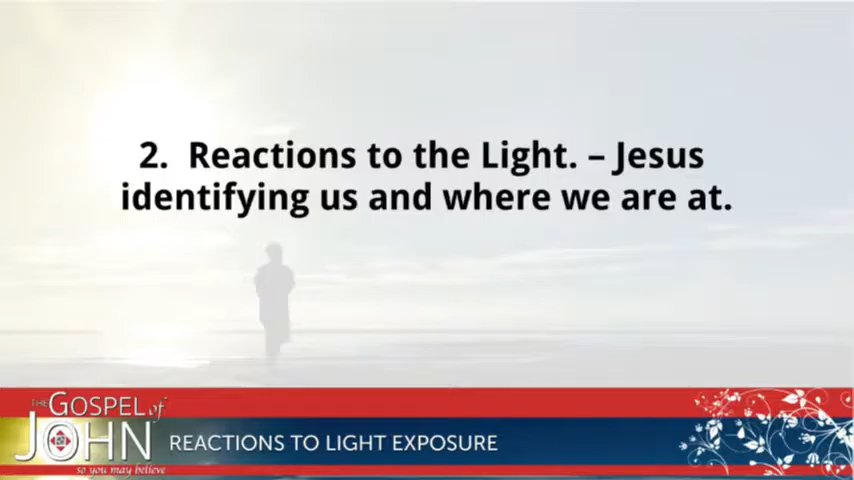 2. Reactions to the Light. – Jesus
identifying us and where we are at.
THE GOSPEL of
JOHN
so you may believe
REACTIONS TO LIGHT EXPOSURE